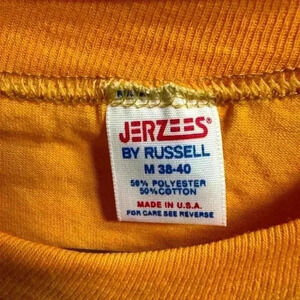 JERZEES®
BY RUSSELL
M 38-40
50% POLYESTER
50% COTTON
MADE IN U.S.A.
FOR CARE SEE REVERSE